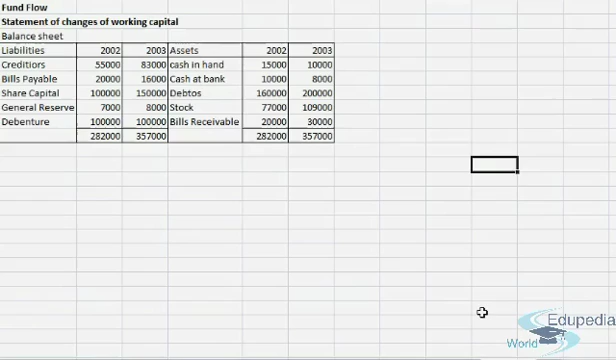 Fund Flow
Statement of changes of working capital
Balance sheet
Liabilities 2002 2003 Assets 2002 2003
Creditiors 55000 83000 cash in hand 15000 10000
Bills Payable 20000 16000 Cash at bank 10000 8000
Share Capital 100000 150000 Debtos 160000 200000
General Reserve 7000 8000 Stock 77000 109000
Debenture 100000 100000 Bills Receivable 20000 30000
282000 357000 282000 357000
Edupedia
World